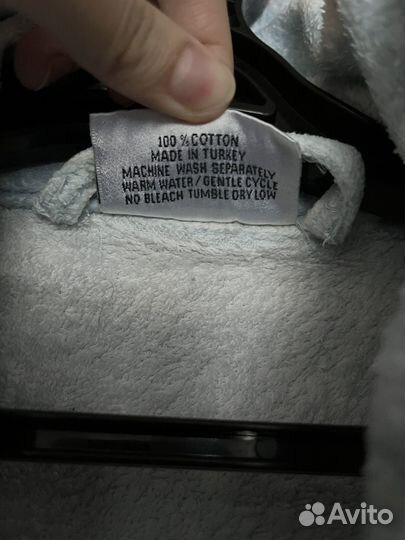 100 % COTTON
MADE IN TURKEY
MACHINE WASH SEPARATELY
WARM WATER / GENTLE CYCLE
NO BLEACH TUMBLE DRY LOW
Avito